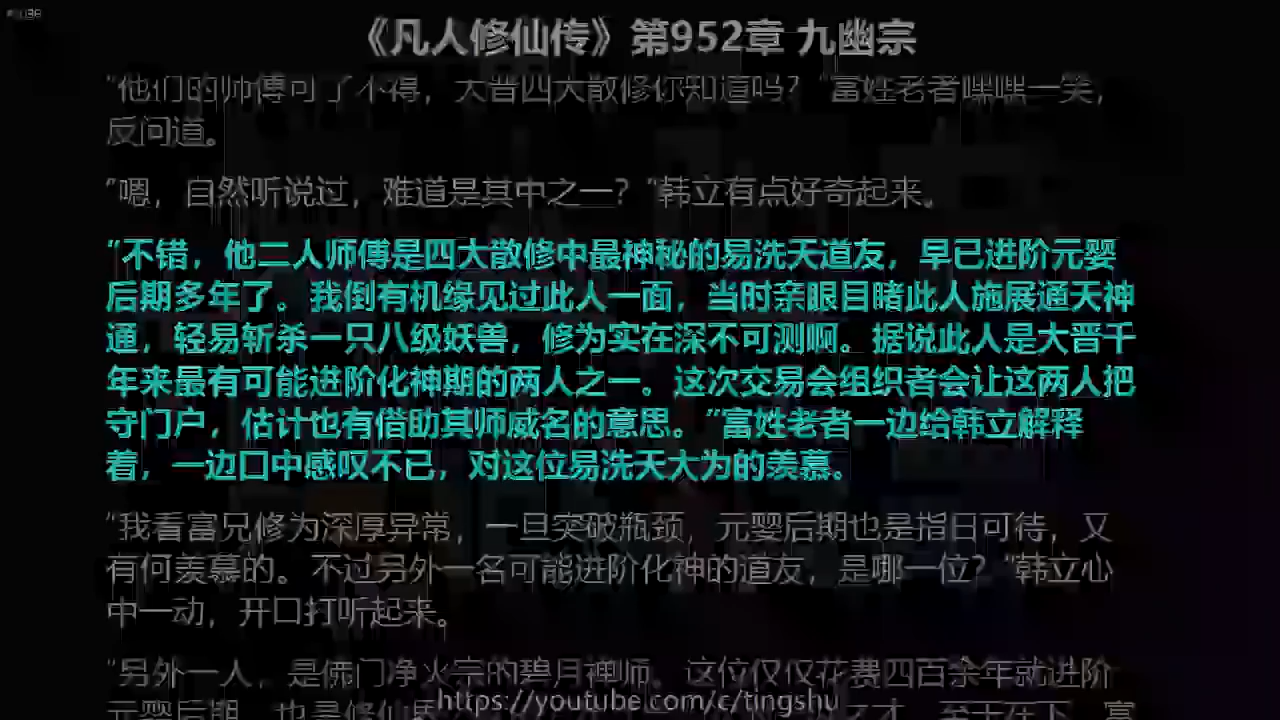 《凡人修仙传》第952章 九幽宗
“他们的师傅可了不得，大晋四大散修你知道吗？”富姓老者嘿嘿一笑，
反问道。
“嗯，自然听说过，难道是其中之一？”韩立有点好奇起来。
“不错，他二人师傅是四大散修中最神秘的易洗天道友，早已进阶元婴
后期多年了。我倒有机缘见过此人一面，当时亲眼目睹此人施展通天神
通，轻易斩杀一只八级妖兽，修为实在深不可测啊。据说此人是大晋千
年来最有可能进阶化神期的两人之一。这次交易会组织者会让这两人把
守门户，估计也有借助其师威名的意思。”富姓老者一边给韩立解释
着，一边口中感叹不已，对这位易洗天大为的羡慕。
“我看富兄修为深厚异常，一旦突破瓶颈，元婴后期也是指日可待，又
有何羡慕的。不过另外一名可能进阶化神的道友，是哪一位？”韩立心
中一动，开口打听起来。
“另外一人，是佛门净火宗的碧月禅师。这位仅仅花费四百余年就进阶
元婴后期，也是修仙 之才，至于在下，富
https://youtube.com/c/tingshu